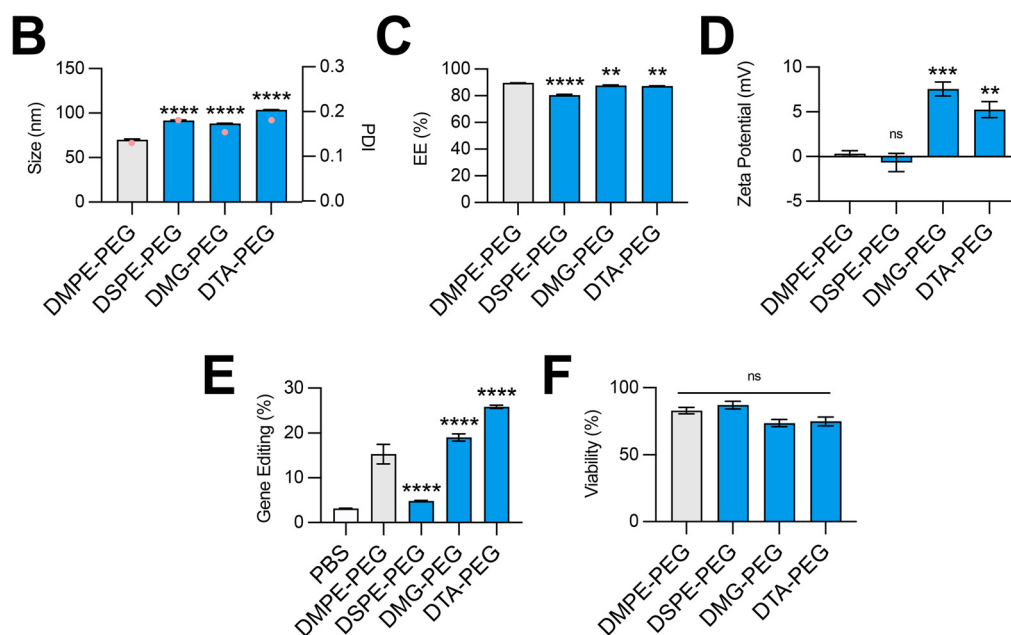 B
150
100
50
0
Size (nm)
0.3
0.2
0.1
0.0
PDI
****
****
****
DMPE-PEG
DSPE-PEG
DMG-PEG
DTA-PEG
C
100
80
60
40
20
0
EE (%)
****
**
**
DMPE-PEG
DSPE-PEG
DMG-PEG
DTA-PEG
D
10
5
0
-5
Zeta Potential (mV)
ns
***
**
DMPE-PEG
DSPE-PEG
DMG-PEG
DTA-PEG
E
30
20
10
0
Gene Editing (%)
****
****
****
PBS
DMPE-PEG
DSPE-PEG
DMG-PEG
DTA-PEG
F
100
50
0
Viability (%)
ns
DMPE-PEG
DSPE-PEG
DMG-PEG
DTA-PEG